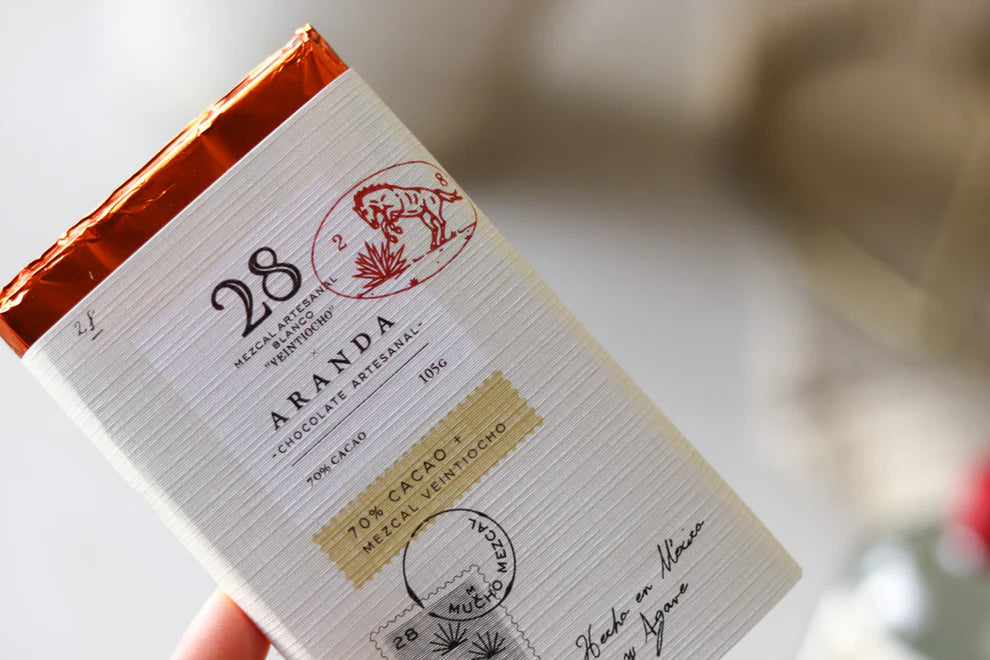 28
2 8
28
MEZCAL ARTESANAL
BLANCO
"VEINTIOCHO"
×
ARANDA
-CHOCOLATE ARTESANAL-
70% CACAO 105G
70% CACAO +
MEZCAL VEINTIOCHO
MUCHO MEZCAL
M
28
Hecho en México
Agave